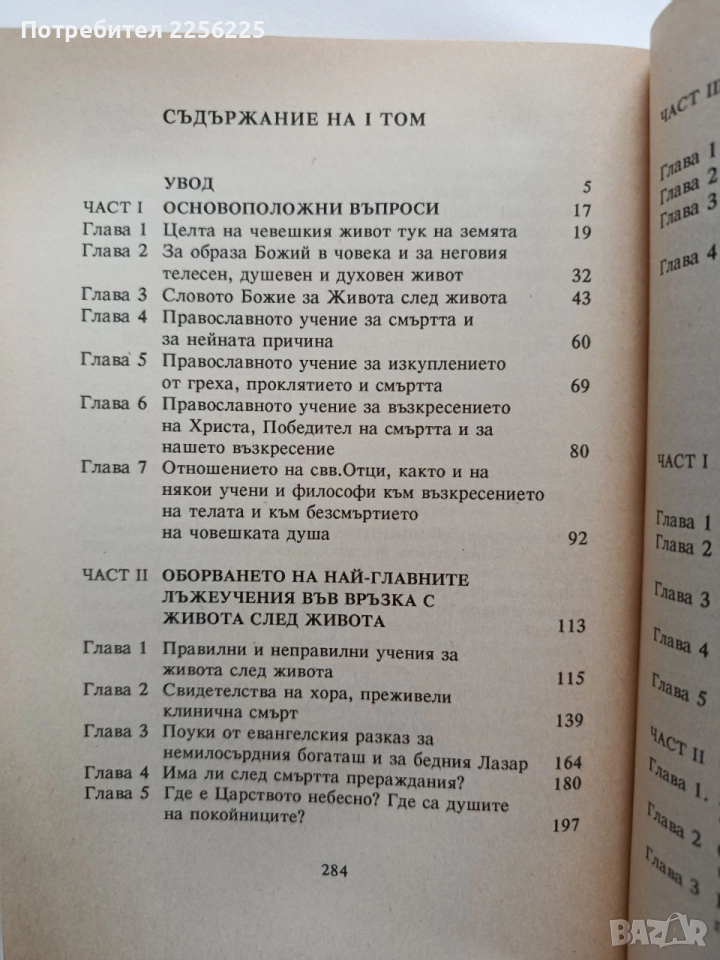 Потребител 2256225
СЪДЪРЖАНИЕ НА I ТОМ
УВОД 5
ЧАСТ I ОСНОВОПОЛОЖНИ ВЪПРОСИ 17
Глава 1 Целта на чевешкия живот тук на земята 19
Глава 2 За образа Божий в човека и за неговия
телесен, душевен и духовен живот 32
Глава 3 Словото Божие за Живота след живота 43
Глава 4 Православното учение за смъртта и
за нейната причина 60
Глава 5 Православното учение за изкуплението
от греха, проклятието и смъртта 69
Глава 6 Православното учение за възкресението
на Христа, Победител на смъртта и за
нашето възкресение 80
Глава 7 Отношението на свв.Отци, както и на
някои учени и философи към възкресението
на телата и към безсмъртието
на човешката душа 92
ЧАСТ II ОБОРВАНЕТО НА НАЙ-ГЛАВНИТЕ
ЛЪЖЕУЧЕНИЯ ВЪВ ВРЪЗКА С
ЖИВОТА СЛЕД ЖИВОТА 113
Глава 1 Правилни и неправилни учения за
живота след живота 115
Глава 2 Свидетелства на хора, преживели
клинична смърт 139
Глава 3 Поуки от евангелския разказ за
немилосърдния богаташ и за бедния Лазар 164
Глава 4 Има ли след смъртта прераждания? 180
Глава 5 Где е Царството небесно? Где са душите
на покойниците? 197
284
ЧАСТ III
Глава 1
Глава 2
Глава 3
Глава 4
ЧАСТ I
Глава 1
Глава 2
Глава 3
Глава 4
Глава 5
ЧАСТ II
Глава 1.
Глава 2
Глава 3
BAZAR